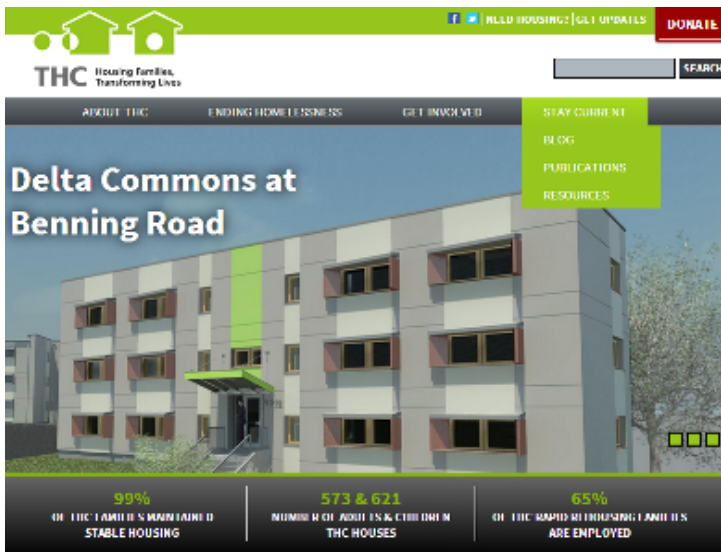 f | NEED HOUSING? | GET UPDATES
DONATE
THC Housing Families,
Transforming Lives
SEARCH
ABOUT THC ENDING HOMELESSNESS GET INVOLVED STAY CURRENT
BLOG
PUBLICATIONS
RESOURCES
Delta Commons at
Benning Road
99%
OF THC FAMILIES MAINTAINED
STABLE HOUSING
573 & 621
NUMBER OF ADULTS & CHILDREN
THC HOUSES
65%
OF THC RAPID REHOUSING FAMILIES
ARE EMPLOYED